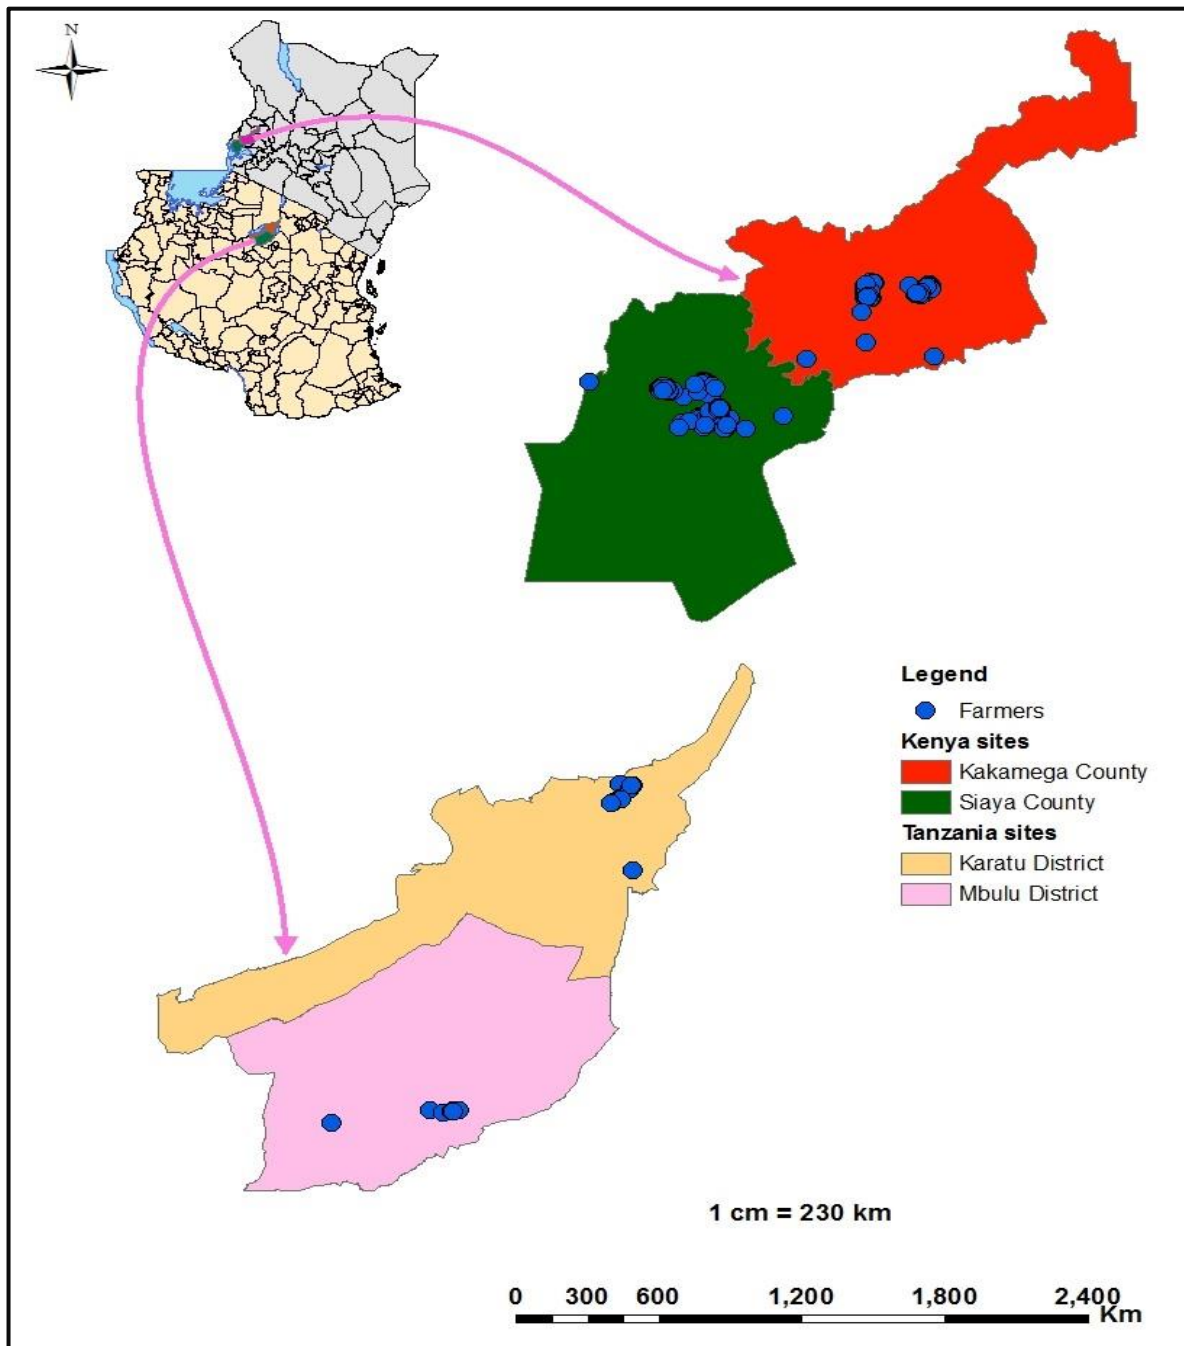 N
Legend
Farmers
Kenya sites
Kakamega County
Siaya County
Tanzania sites
Karatu District
Mbulu District
1 cm = 230 km
0 300 600 1,200 1,800 2,400
Km